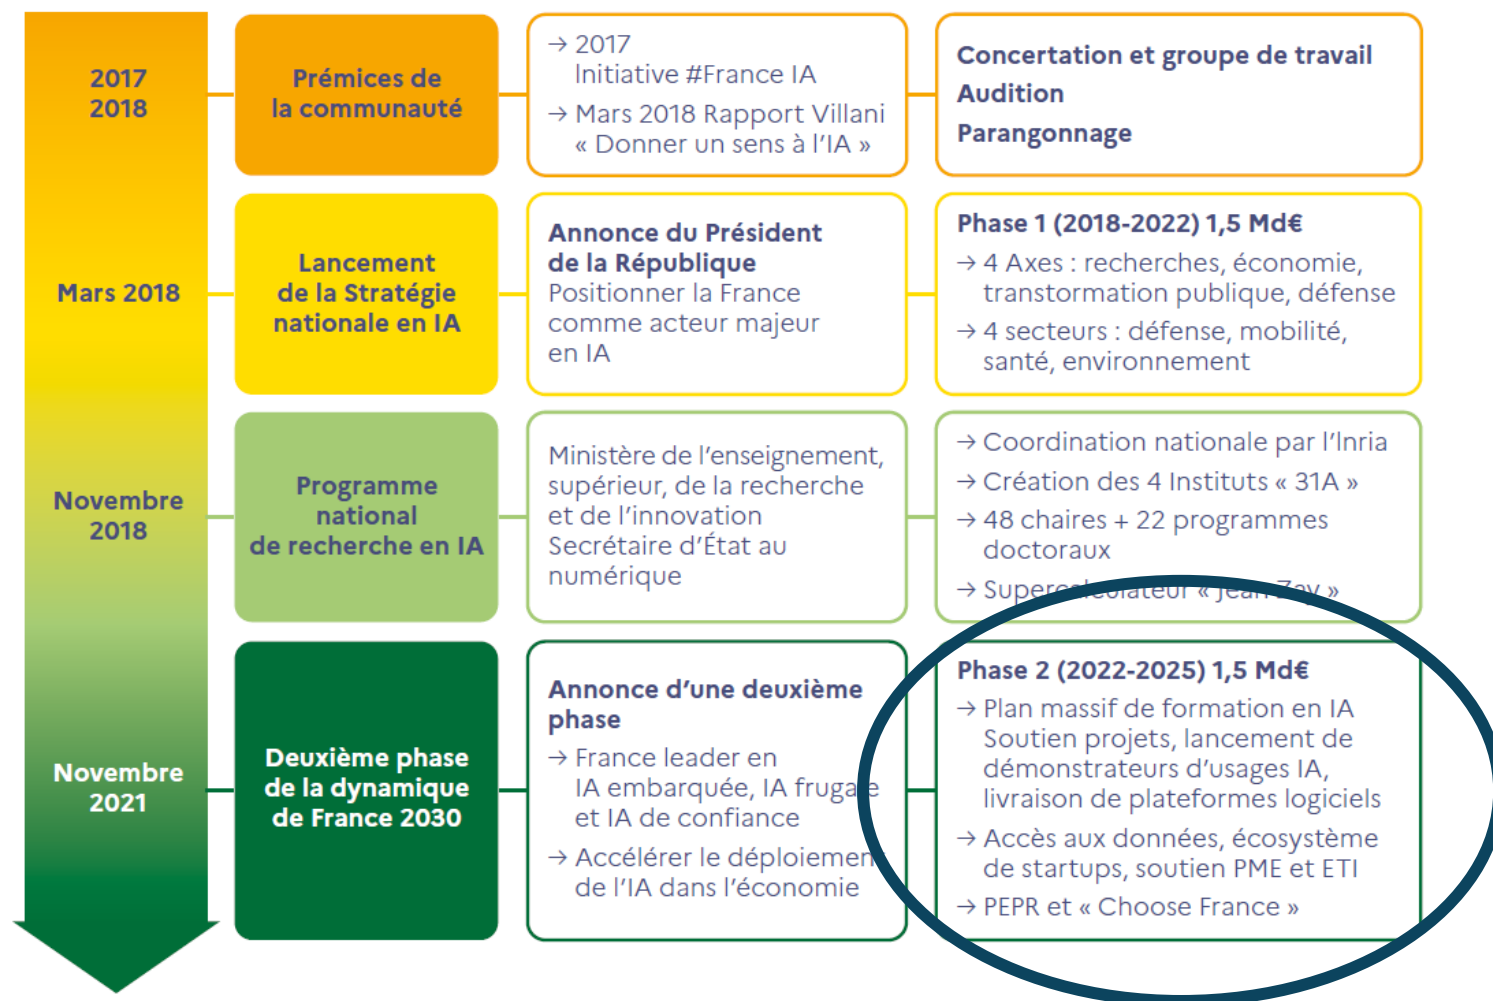 2017
2018
Prémices de
la communauté
→ 2017
Initiative #France IA
→ Mars 2018 Rapport Villani
« Donner un sens à l'IA »
Concertation et groupe de travail
Audition
Parangonnage
Mars 2018
Lancement
de la Stratégie
nationale en IA
Annonce du Président
de la République
Positionner la France
comme acteur majeur
en IA
Phase 1 (2018-2022) 1,5 Md€
→ 4 Axes : recherches, économie,
transtormation publique, défense
→ 4 secteurs : défense, mobilité,
santé, environnement
Novembre
2018
Programme
national
de recherche en IA
Ministère de l'enseignement,
supérieur, de la recherche
et de l'innovation
Secrétaire d'État au
numérique
→ Coordination nationale par l'Inria
→ Création des 4 Instituts « 31A »
→ 48 chaires + 22 programmes
doctoraux
→ Supercalculateur « Jean Zay »
Novembre
2021
Deuxième phase
de la dynamique
de France 2030
Annonce d'une deuxième
phase
→ France leader en
IA embarquée, IA frugale
et IA de confiance
→ Accélérer le déploiement
de l'IA dans l'économie
Phase 2 (2022-2025) 1,5 Md€
→ Plan massif de formation en IA
Soutien projets, lancement de
démonstrateurs d'usages IA,
livraison de plateformes logiciels
→ Accès aux données, écosystème
de startups, soutien PME et ETI
→ PEPR et « Choose France »